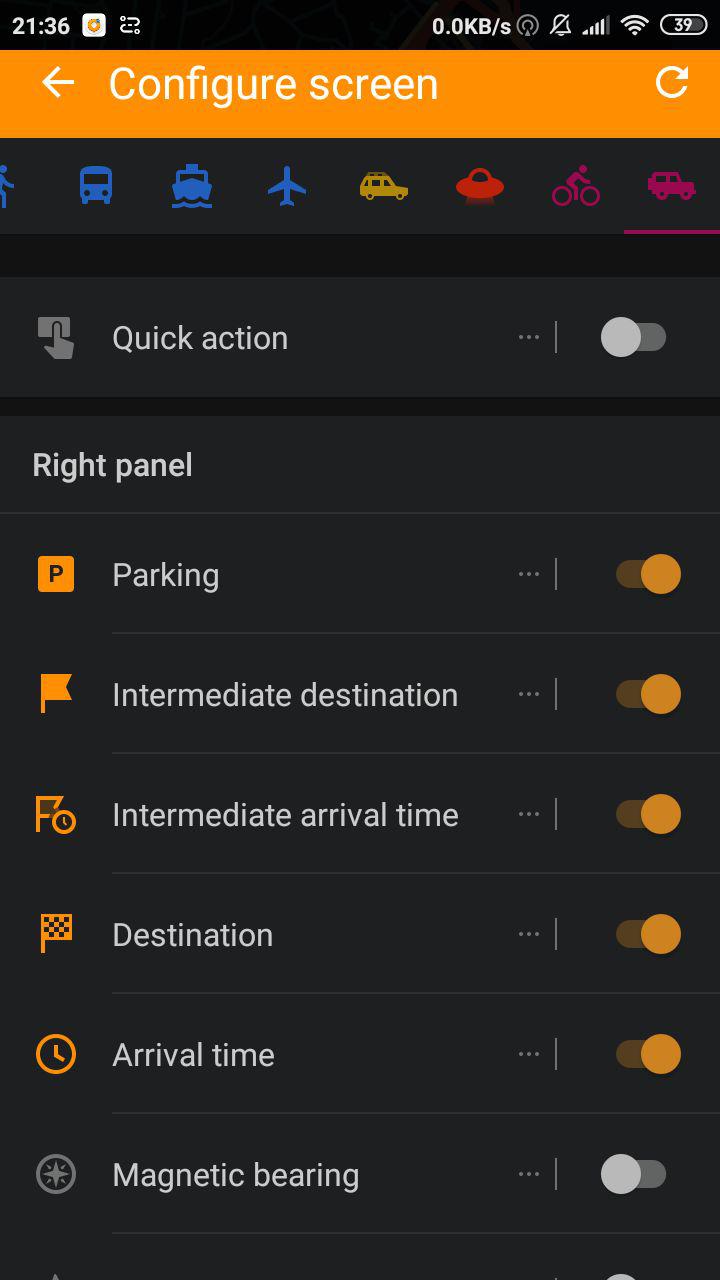 21:36
0.0KB/s
39
Configure screen
Quick action
Right panel
P
Parking
Intermediate destination
Intermediate arrival time
Destination
Arrival time
Magnetic bearing